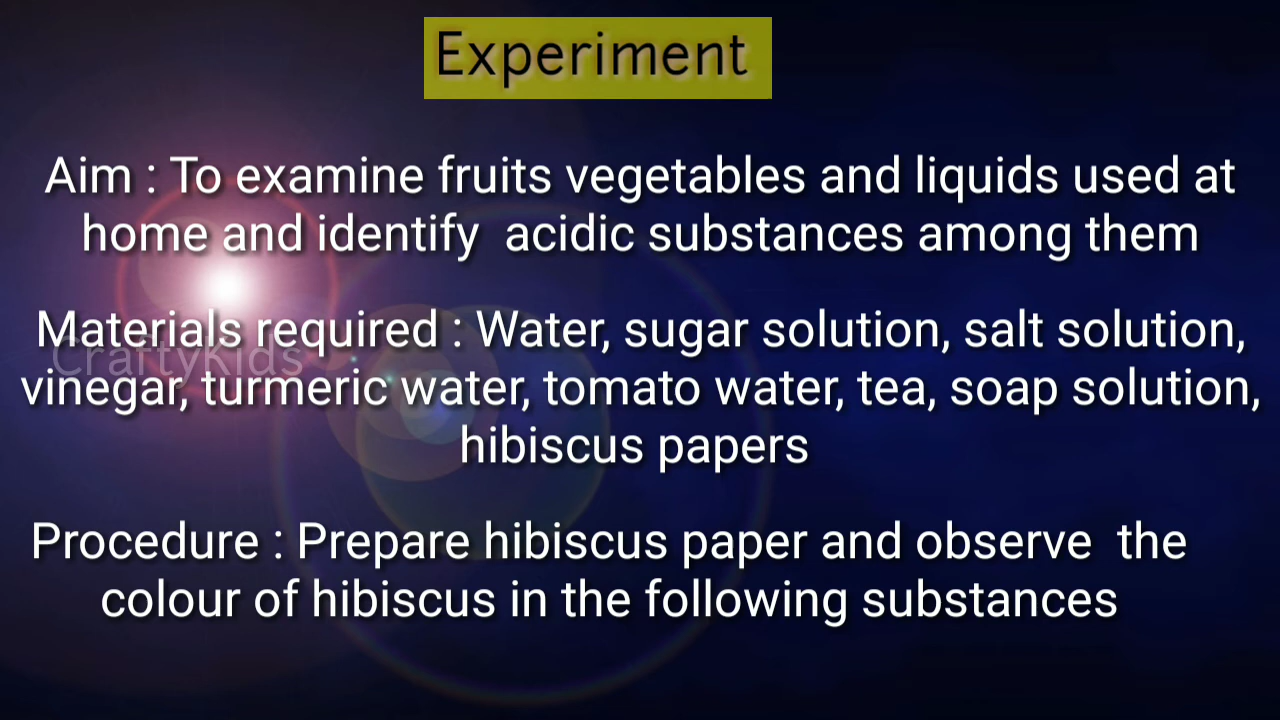 Experiment
Aim : To examine fruits vegetables and liquids used at
home and identify acidic substances among them
Materials required : Water, sugar solution, salt solution,
CraftyKids
vinegar, turmeric water, tomato water, tea, soap solution,
hibiscus papers
Procedure : Prepare hibiscus paper and observe the
colour of hibiscus in the following substances